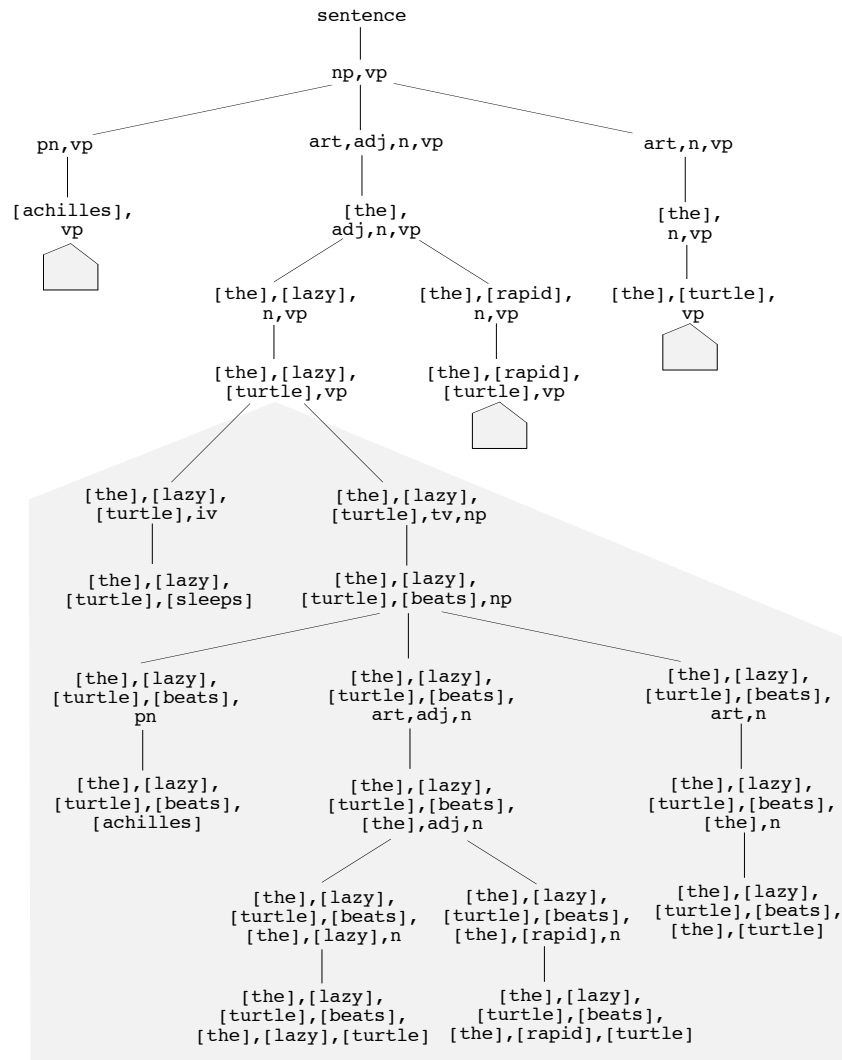 sentence
np,vp
pn,vp
art,adj,n,vp
art,n,vp
[achilles],
vp
[the],
adj,n,vp
[the],
n,vp
[the],[lazy],
n,vp
[the],[rapid],
n,vp
[the],[turtle],
vp
[the],[lazy],
[turtle],vp
[the],[rapid],
[turtle],vp
[the],[lazy],
[turtle],iv
[the],[lazy],
[turtle],tv,np
[the],[lazy],
[turtle],[sleeps]
[the],[lazy],
[turtle],[beats],np
[the],[lazy],
[turtle],[beats],
pn
[the],[lazy],
[turtle],[beats],
art,adj,n
[the],[lazy],
[turtle],[beats],
art,n
[the],[lazy],
[turtle],[beats],
[achilles]
[the],[lazy],
[turtle],[beats],
[the],adj,n
[the],[lazy],
[turtle],[beats],
[the],n
[the],[lazy],
[turtle],[beats],
[the],[lazy],n
[the],[lazy],
[turtle],[beats],
[the],[rapid],n
[the],[lazy],
[turtle],[beats],
[the],[turtle]
[the],[lazy],
[turtle],[beats],
[the],[lazy],[turtle]
[the],[lazy],
[turtle],[beats],
[the],[rapid],[turtle]